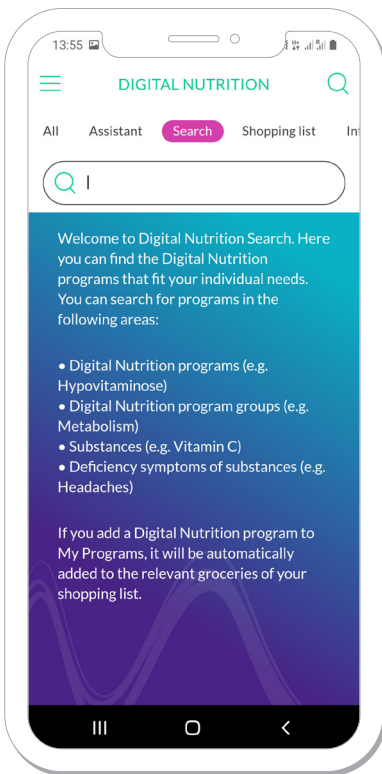 13:55
DIGITAL NUTRITION
All Assistant Search Shopping list In
Welcome to Digital Nutrition Search. Here
you can find the Digital Nutrition
programs that fit your individual needs.
You can search for programs in the
following areas:
• Digital Nutrition programs (e.g.
Hypovitaminose)
• Digital Nutrition program groups (e.g.
Metabolism)
• Substances (e.g. Vitamin C)
• Deficiency symptoms of substances (e.g.
Headaches)
If you add a Digital Nutrition program to
My Programs, it will be automatically
added to the relevant groceries of your
shopping list.